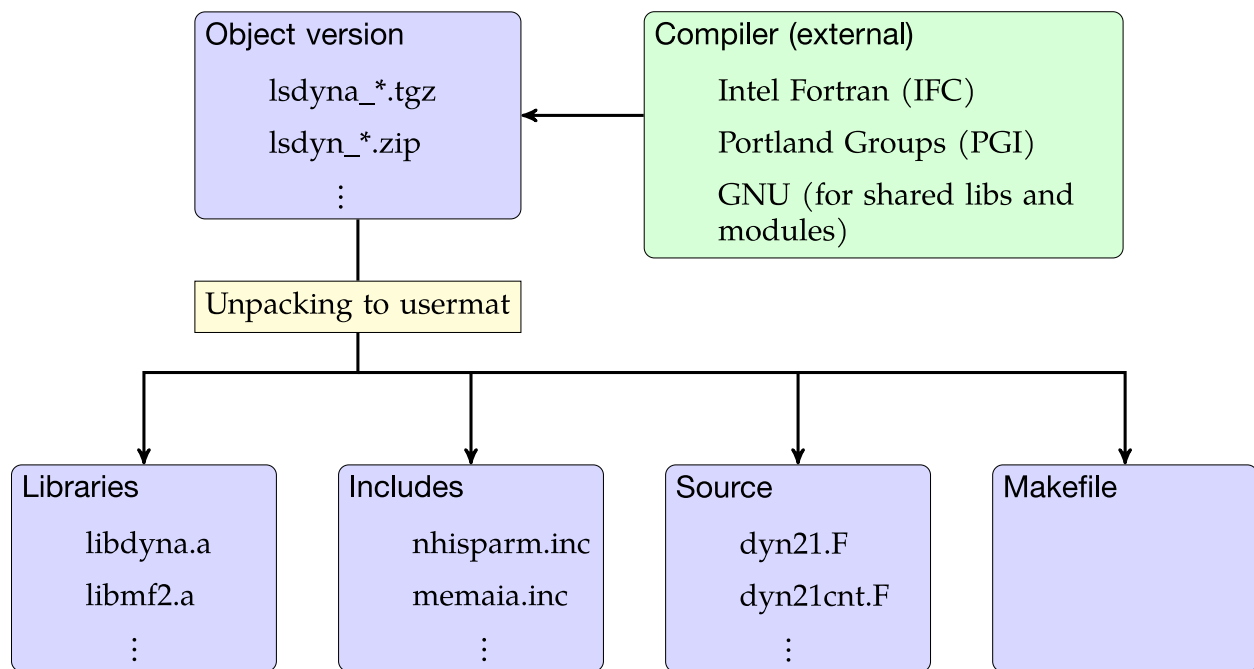 Object version
lsdyna_*.tgz
lsdyn_*.zip
⋮
Compiler (external)
Intel Fortran (IFC)
Portland Groups (PGI)
GNU (for shared libs and
modules)
Unpacking to usermat
Libraries
libdyna.a
libmf2.a
⋮
Includes
nhisparm.inc
memaia.inc
⋮
Source
dyn21.F
dyn21cnt.F
⋮
Makefile